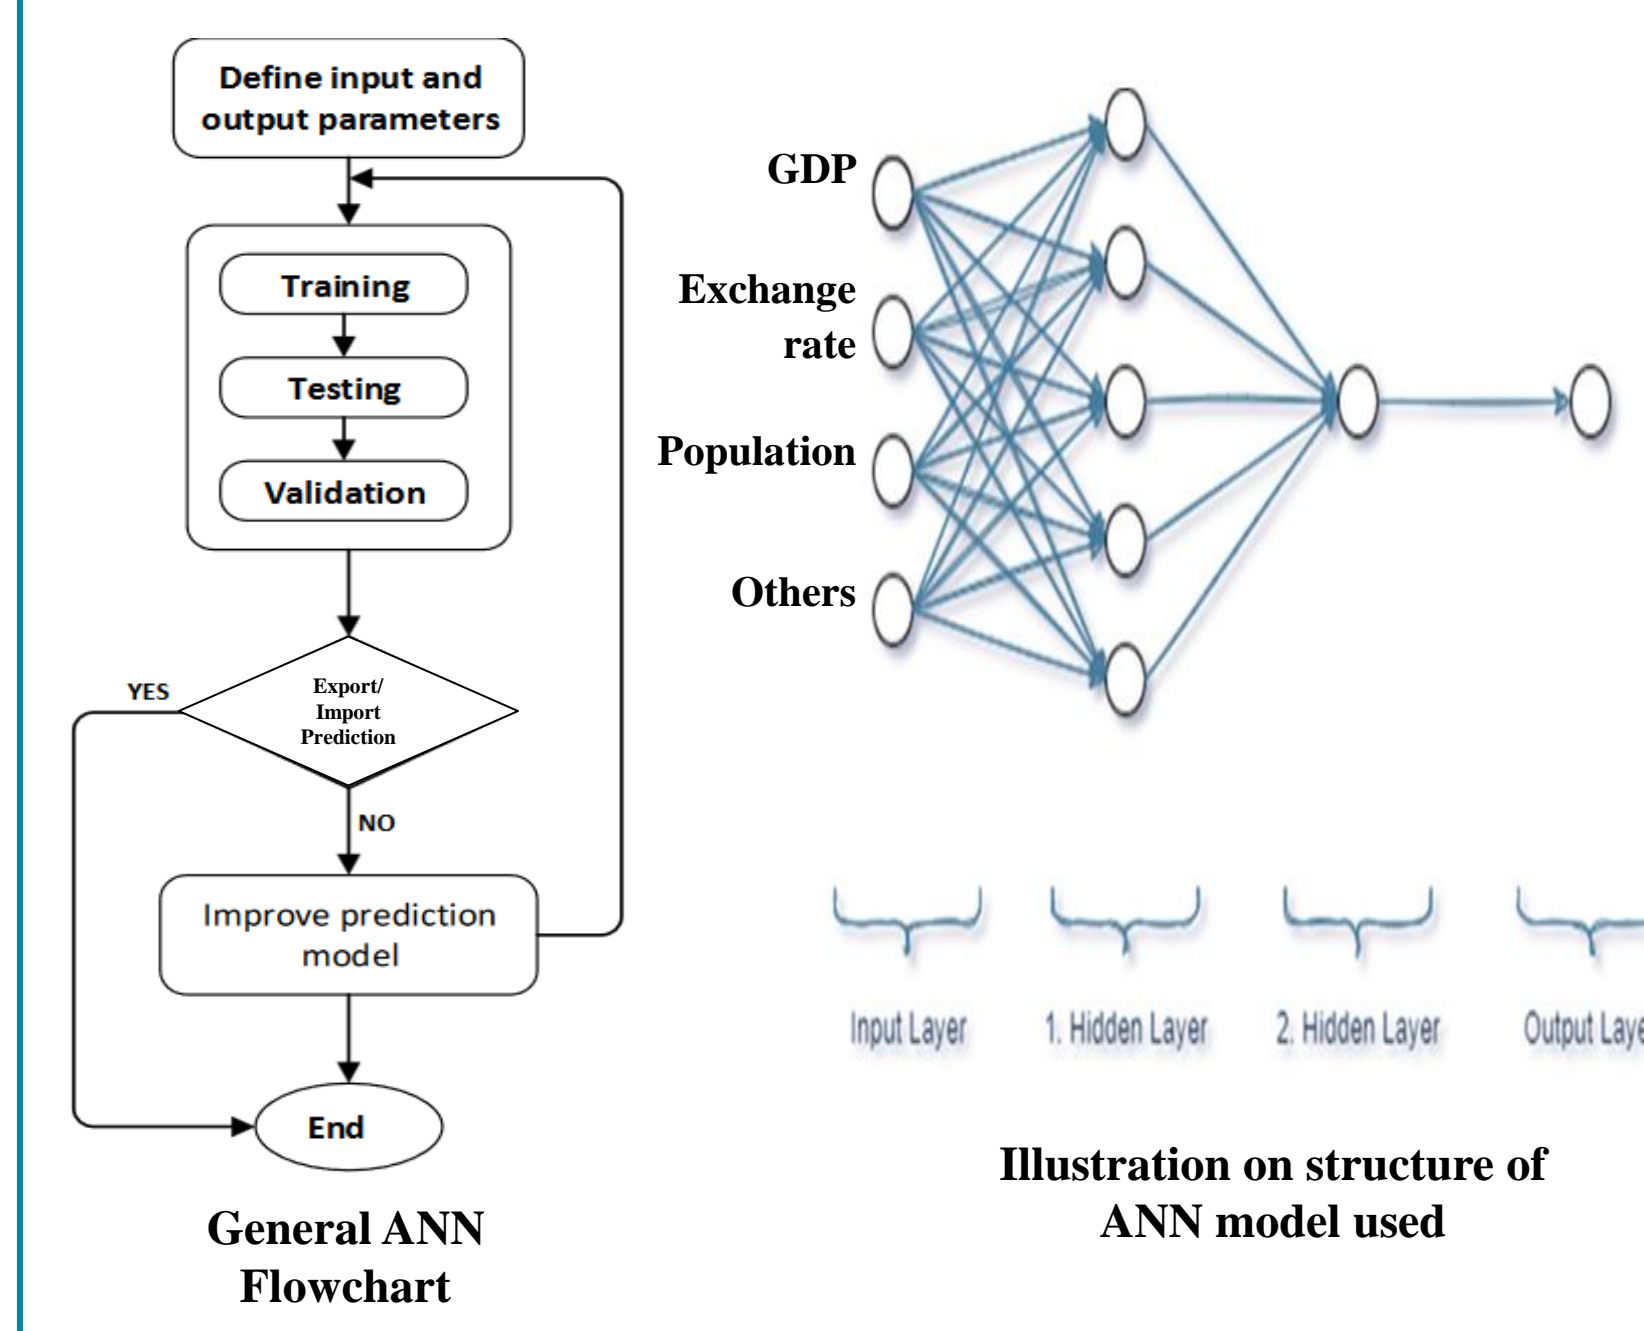 Define input and
output parameters
Training
Testing
Validation
YES
Export/
Import
Prediction
NO
Improve prediction
model
End
General ANN
Flowchart
GDP
Exchange
rate
Population
Others
Input Layer
1. Hidden Layer
2. Hidden Layer
Output Laye
Illustration on structure of
ANN model used